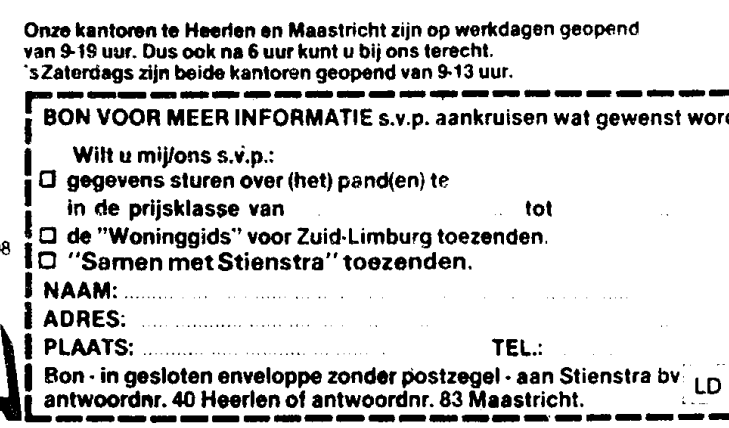 Onze kantoren te Heerlen en Maastricht zijn op werkdagen geopend
van 9-19 uur. Dus ook na 6 uur kunt u bij ons terecht.
'sZaterdags zijn beide kantoren geopend van 9-13 uur.
BON VOOR MEER INFORMATIE s.v.p. aankruisen wat gewenst word
Wilt u mij/ons s.v.p.:
gegevens sturen over (het) pand(en) te
in de prijsklasse van tot
de "Woninggids" voor Zuid-Limburg toezenden.
"Samen met Stienstra" toezenden.
NAAM:
ADRES:
PLAATS: TEL.:
Bon - in gesloten enveloppe zonder postzegel - aan Stienstra bv LD
antwoordnr. 40 Heerlen of antwoordnr. 83 Maastricht.